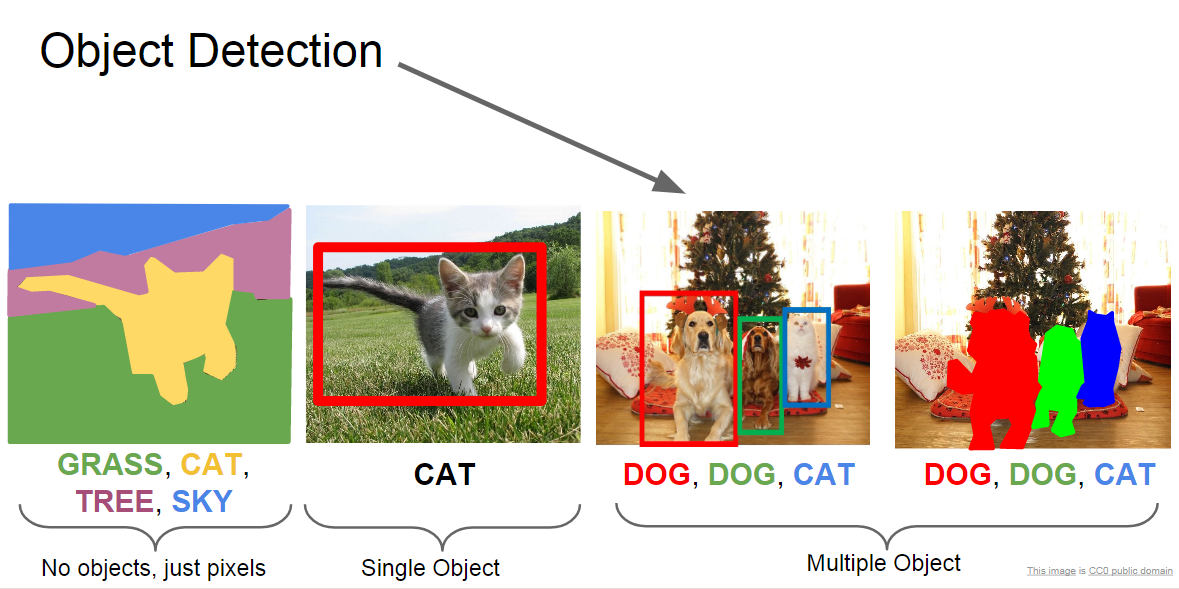 Object Detection
GRASS, CAT,
TREE, SKY
CAT
DOG, DOG, CAT
DOG, DOG, CAT
No objects, just pixels
Single Object
Multiple Object
This image is CC0 public domain